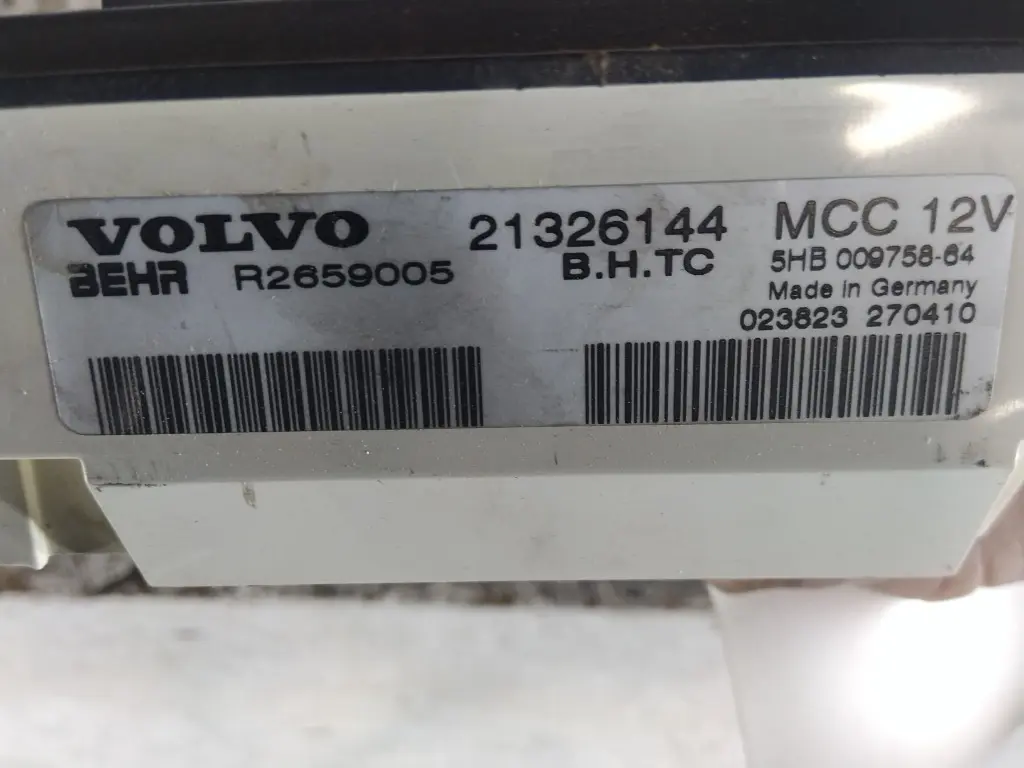 VOLVO 21326144 MCC 12V
BEHR R2659005 B.H.TC 5HB 009758-64
Made in Germany
023823 270410